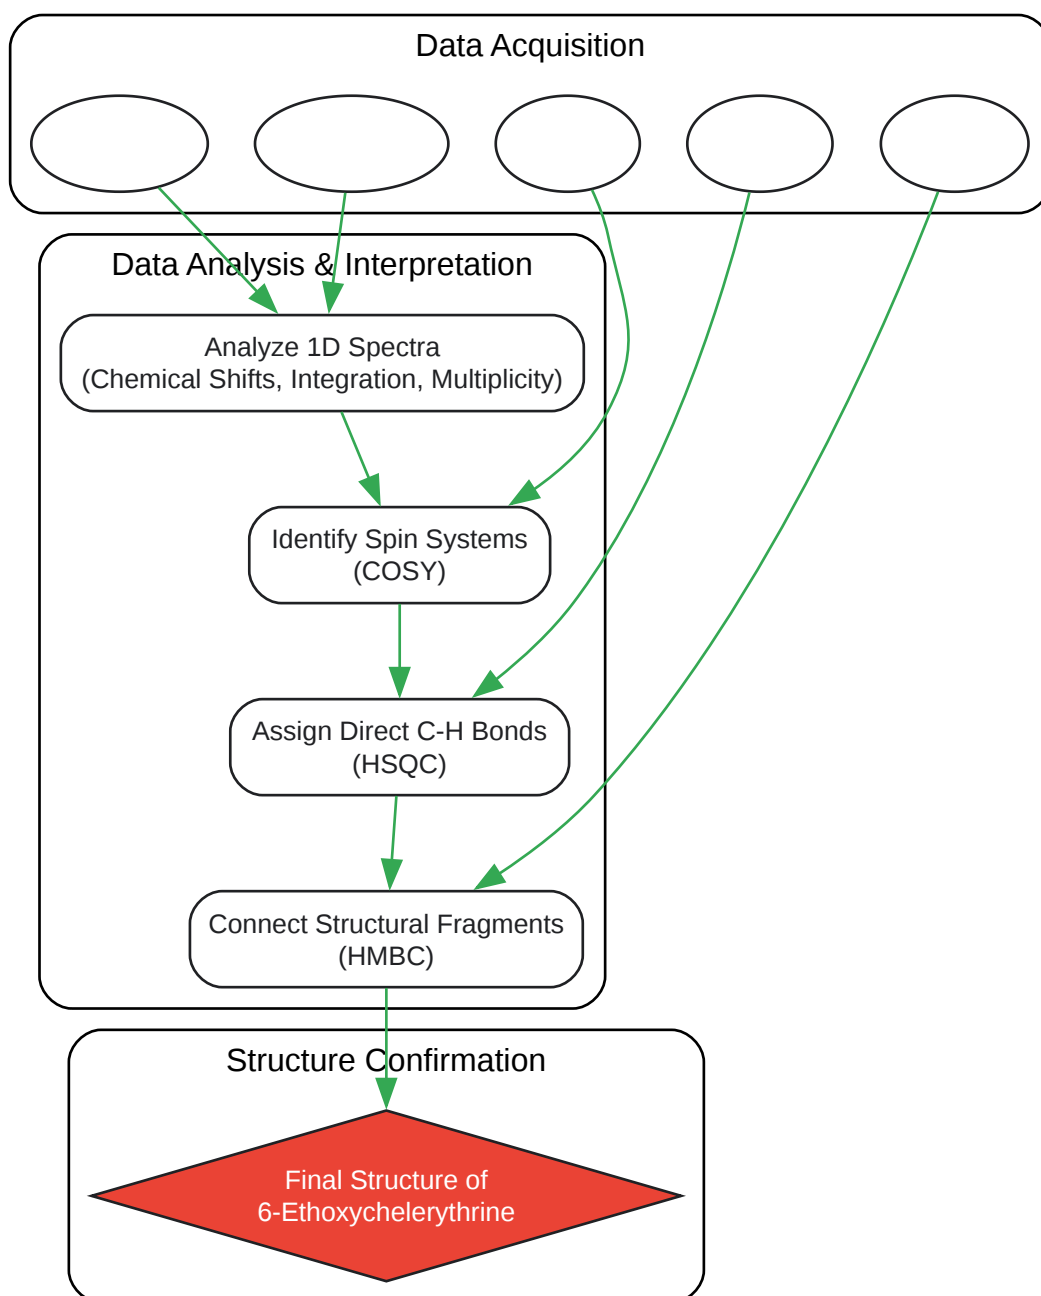 Data Acquisition
Data Analysis & Interpretation
Analyze 1D Spectra
(Chemical Shifts, Integration, Multiplicity)
Identify Spin Systems
(COSY)
Assign Direct C-H Bonds
(HSQC)
Connect Structural Fragments
(HMBC)
Structure Confirmation
Final Structure of
6-Ethoxychelerythrine